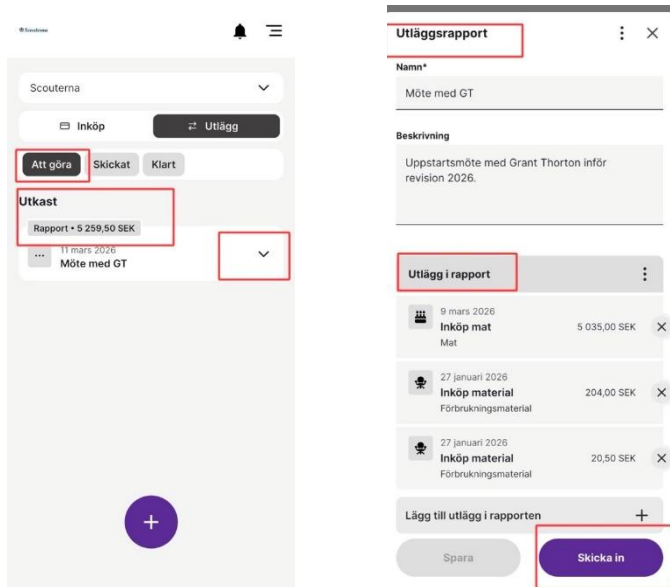 Scouterna
Scouterna
Inköp
Utlägg
Att göra
Skickat
Klart
Utkast
Rapport • 5 259,50 SEK
11 mars 2026
Möte med GT
Utläggsrapport
Namn*
Möte med GT
Beskrivning
Uppstartsmöte med Grant Thorton inför
revision 2026.
Utlägg i rapport
9 mars 2026
Inköp mat
5 035,00 SEK
Mat
27 januari 2026
Inköp material
204,00 SEK
Förbrukningsmaterial
27 januari 2026
Inköp material
20,50 SEK
Förbrukningsmaterial
Lägg till utlägg i rapporten
Spara
Skicka in